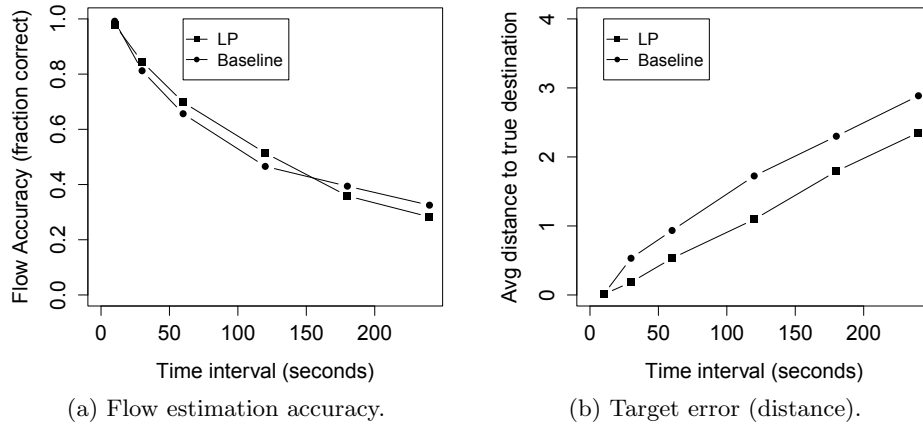 Flow Accuracy (fraction correct)
0.0 0.2 0.4 0.6 0.8 1.0
LP
Baseline
0 50 100 150 200
Time interval (seconds)
(a) Flow estimation accuracy.
Avg distance to true destination
0 1 2 3 4
LP
Baseline
0 50 100 150 200
Time interval (seconds)
(b) Target error (distance).